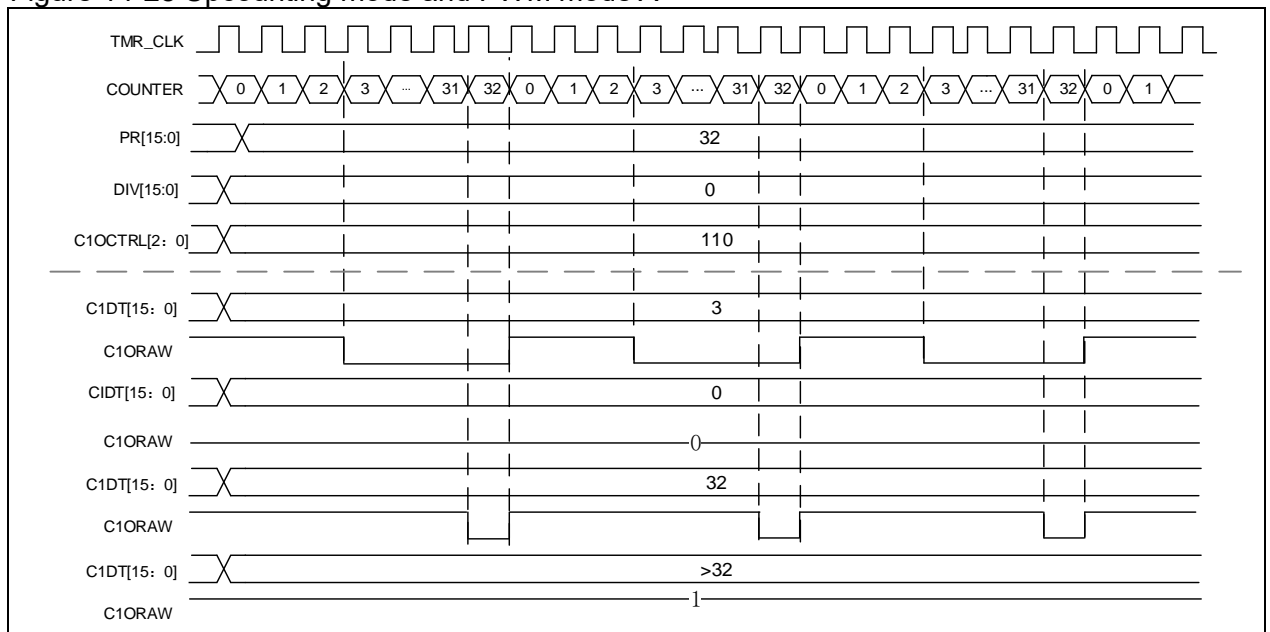 Figure Upcounting mode and PWM mode A
TMR_CLK
COUNTER 0 1 2 3 ... 31 32 0 1 2 3 ... 31 32 0 1 2 3 ... 31 32 0 1
PR[15:0] 32
DIV[15:0] 0
C1OCTRL[2：0] 110
C1DT[15：0] 3
C1ORAW
CIDT[15：0] 0
C1ORAW 0
C1DT[15：0] 32
C1ORAW
C1DT[15：0] >32
C1ORAW 1